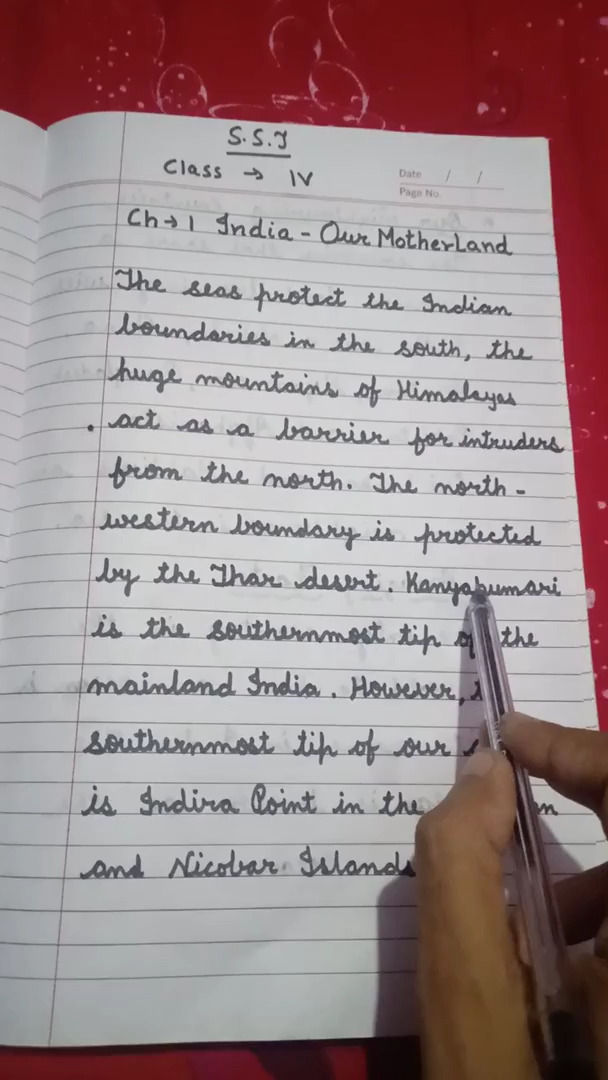 S.S.T
Class → IV
Date / /
Page No.
Ch → 1 India - Our MotherLand
The seas protect the Indian
boundaries in the south, the
huge mountains of Himalayas
act as a barrier for intruders
from the north. The north-
western boundary is protected
by the Thar desert. Kanyakumari
is the southernmost tip of the
mainland India. However,
southernmost tip of our
is Indira Point in the
and Nicobar Islands